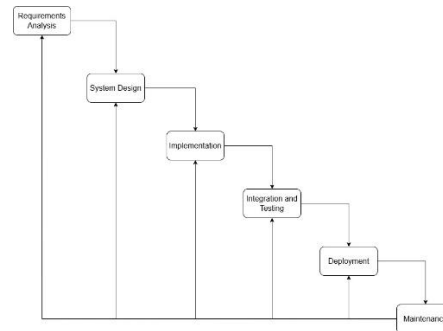 Requirements
Analysis
System Design
Implementation
Integration and
Testing
Deployment
Maintenanc